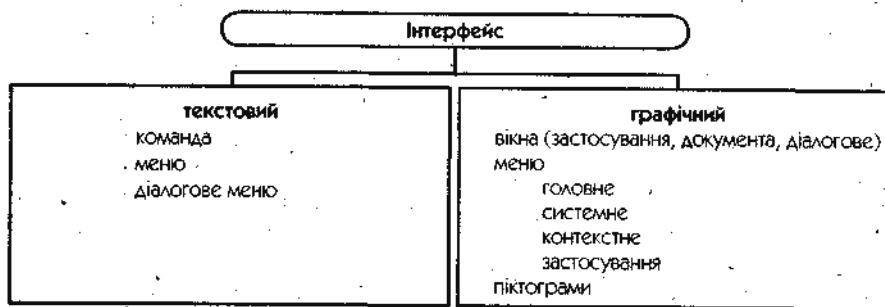 Інтерфейс
текстовий
команда
меню
діалогове меню
графічний
вікна (застосування, документа, діалогове)
меню
головне
системне
контекстне
застосування
піктограми